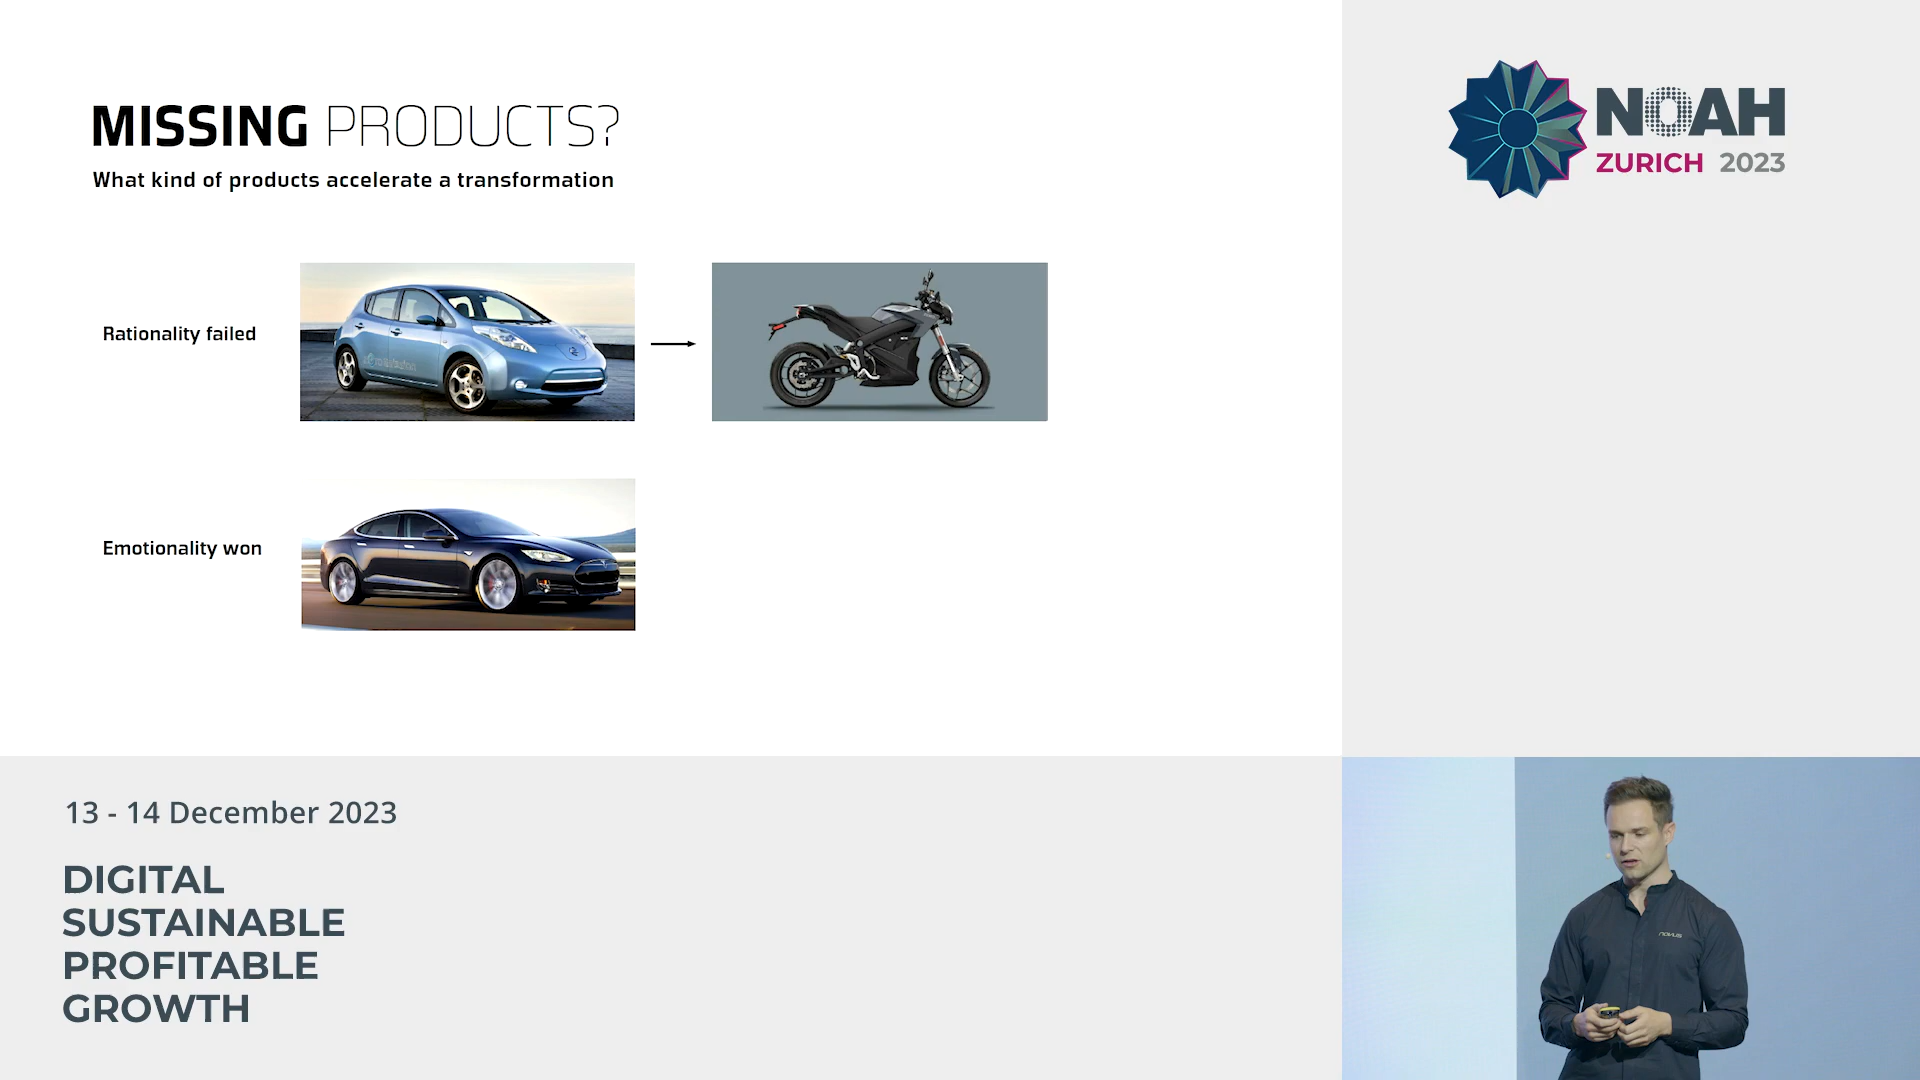 MISSING PRODUCTS?
What kind of products accelerate a transformation
Rationality failed
Emotionality won
NOAH
ZURICH 2023
13 - 14 December 2023
DIGITAL
SUSTAINABLE
PROFITABLE
GROWTH
novus